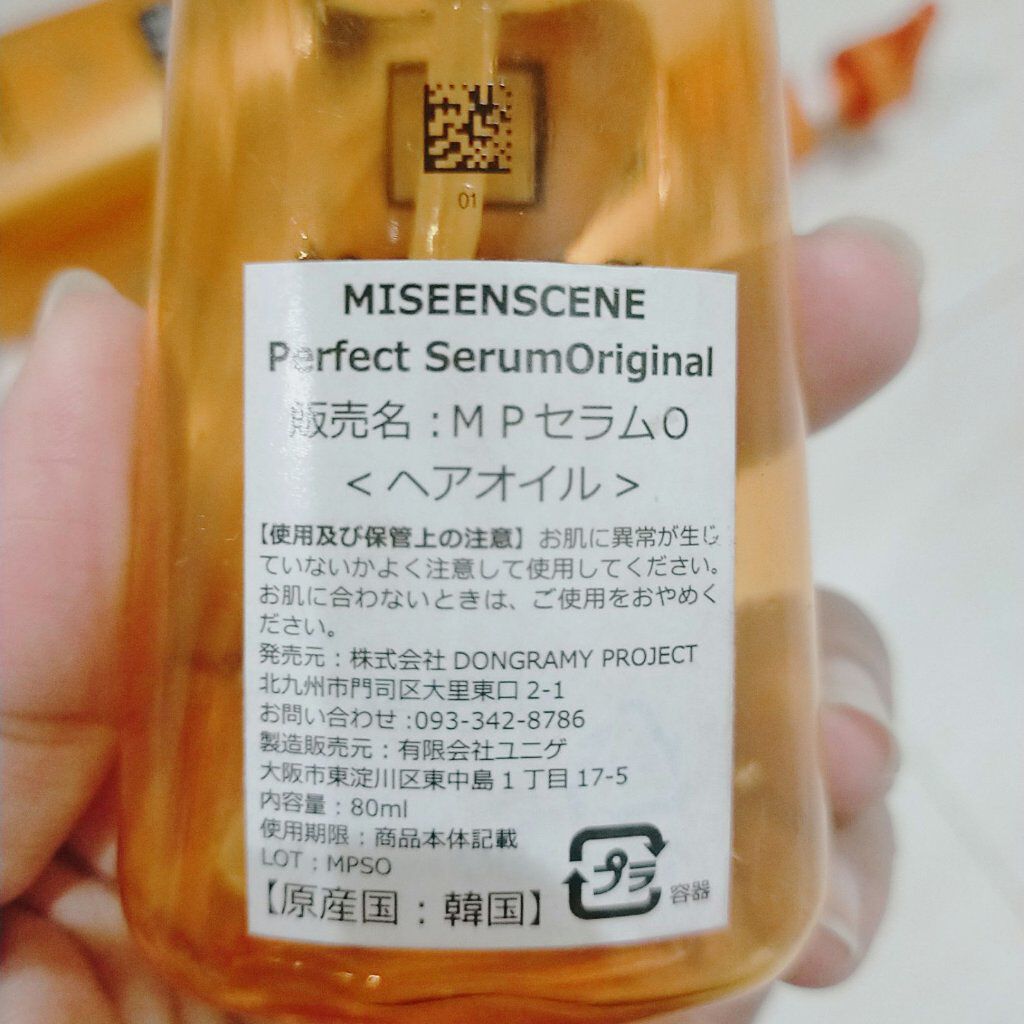 01
MISEENSCENE
Perfect SerumOriginal
販売名:ＭＰセラムＯ
<ヘアオイル>
【使用及び保管上の注意】お肌に異常が生じ
ていないかよく注意して使用してください。
お肌に合わないときは、ご使用をおやめく
ださい。
発売元:株式会社 DONGRAMY PROJECT
北九州市門司区大里東口 2-1
お問い合わせ:093-342-8786
製造販売元:有限会社ユニゲ
大阪市東淀川区東中島１丁目 17-5
内容量:80ml
使用期限:商品本体記載
LOT:MPSO
【原産国:韓国】
プラ
容器